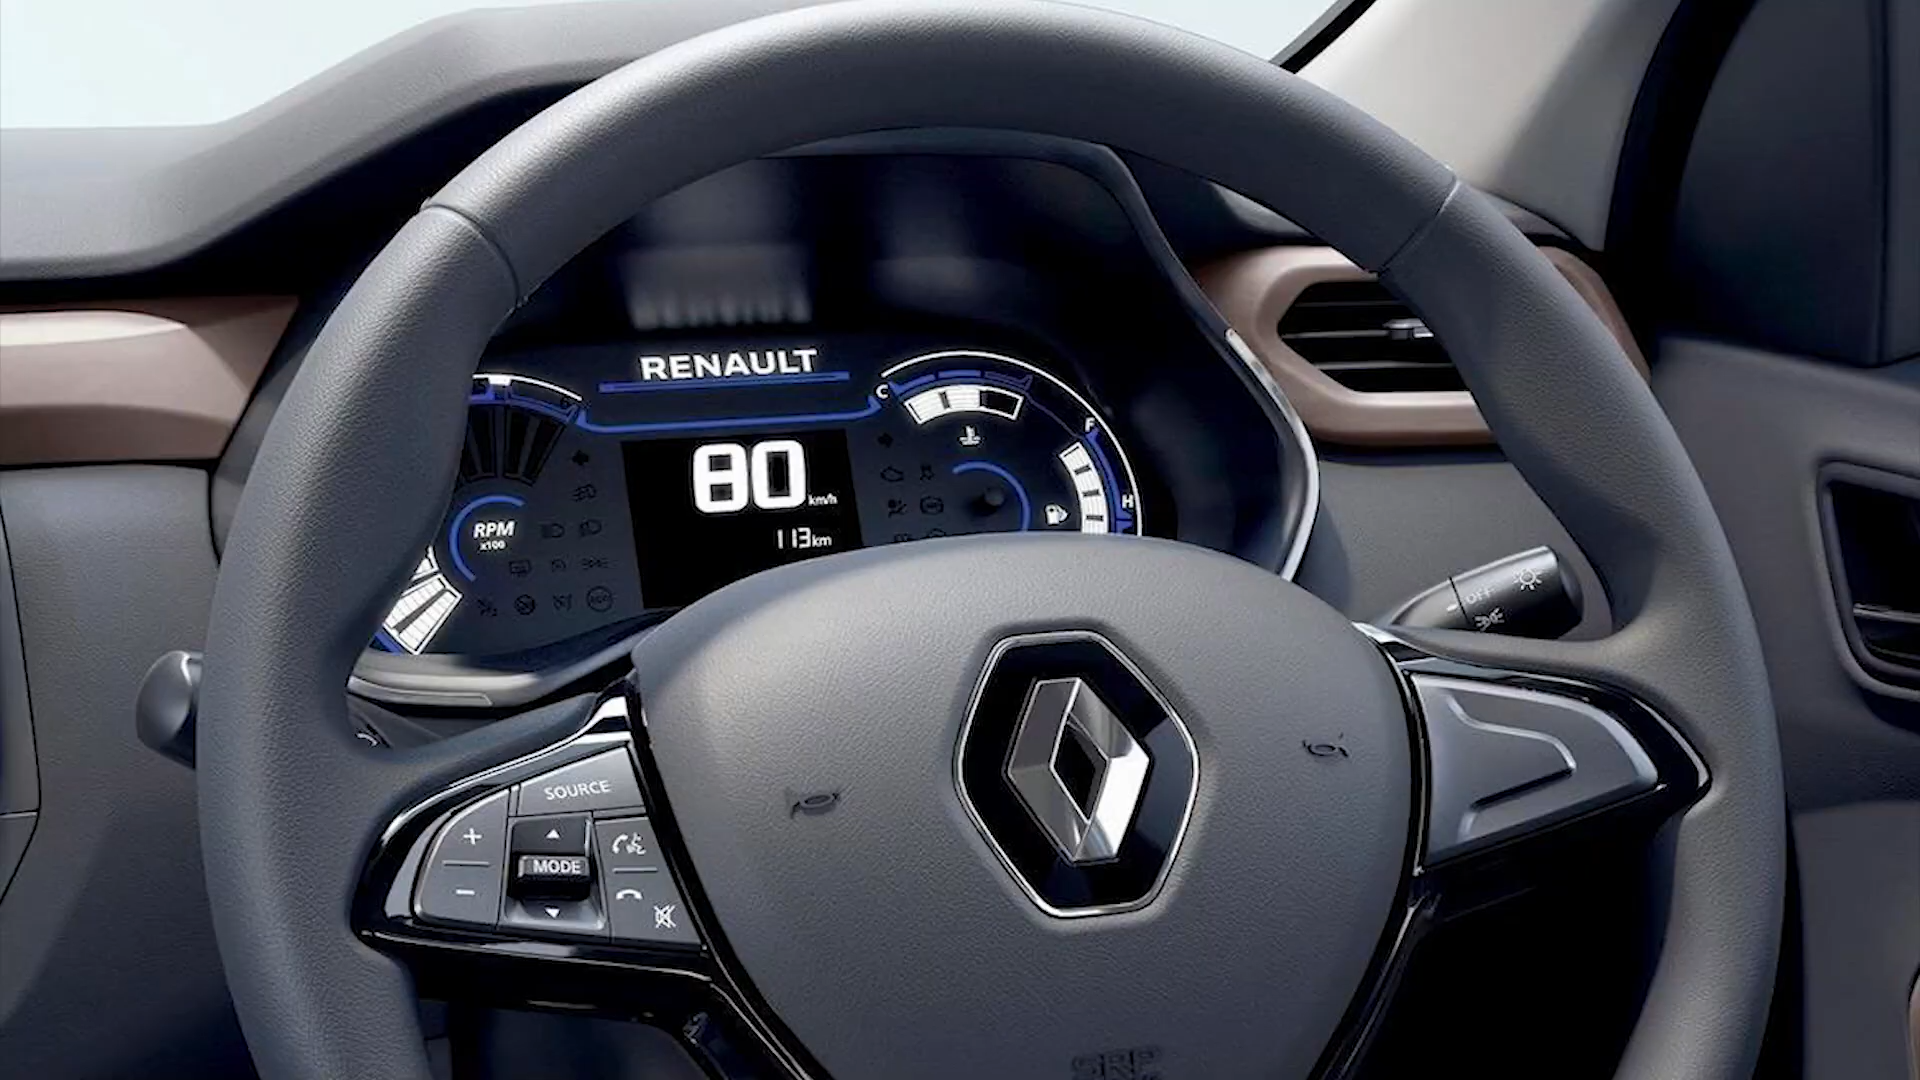 RENAULT
C
F
80 km/h
H
RPM
x100
113km
OFF
SOURCE
+
MODE
−
SRP